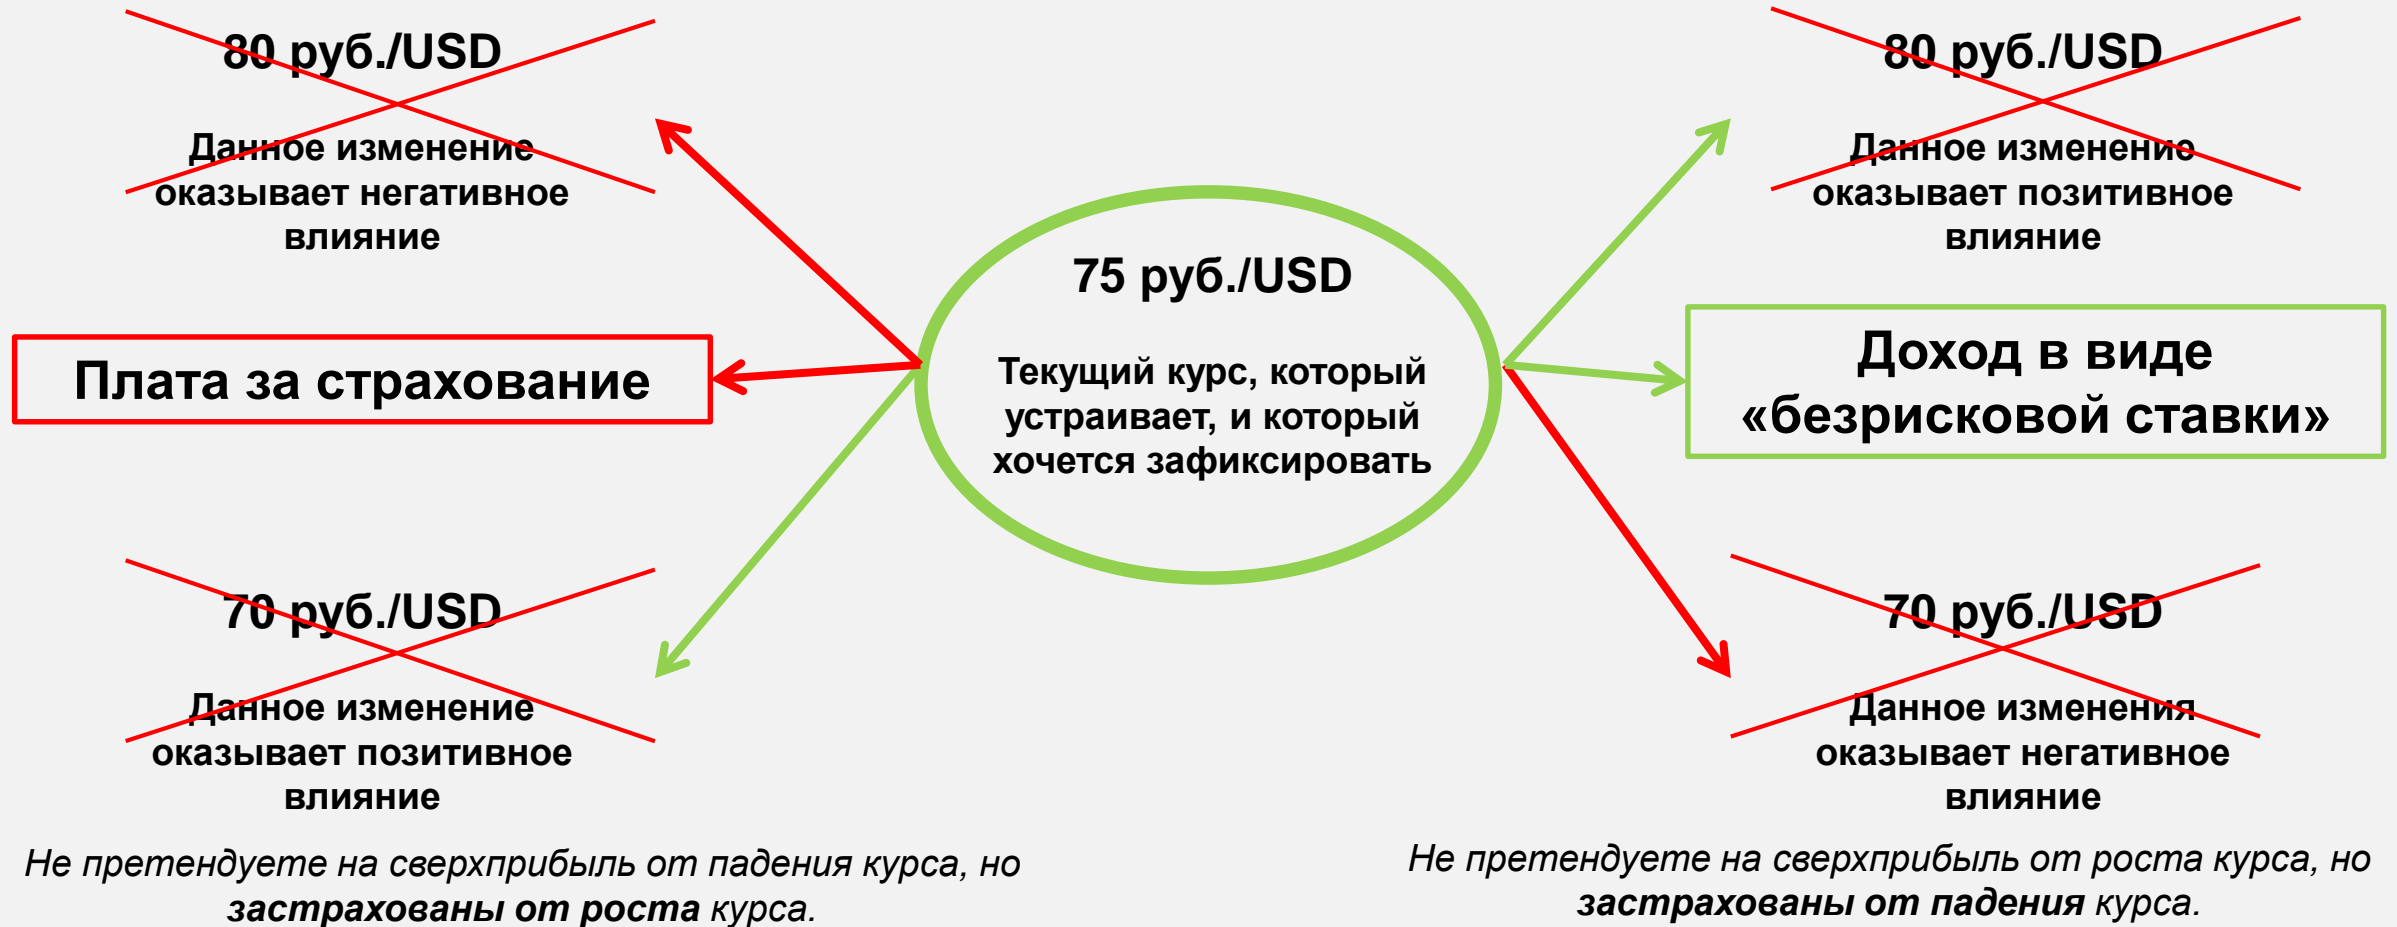 80 руб./USD
Данное изменение
оказывает негативное
влияние
Плата за страхование
70 руб./USD
Данное изменение
оказывает позитивное
влияние
Не претендуете на сверхприбыль от падения курса, но
застрахованы от роста курса.
75 руб./USD
Текущий курс, который
устраивает, и который
хочется зафиксировать
80 руб./USD
Данное изменение
оказывает позитивное
влияние
Доход в виде
«безрисковой ставки»
70 руб./USD
Данное изменения
оказывает негативное
влияние
Не претендуете на сверхприбыль от роста курса, но
застрахованы от падения курса.